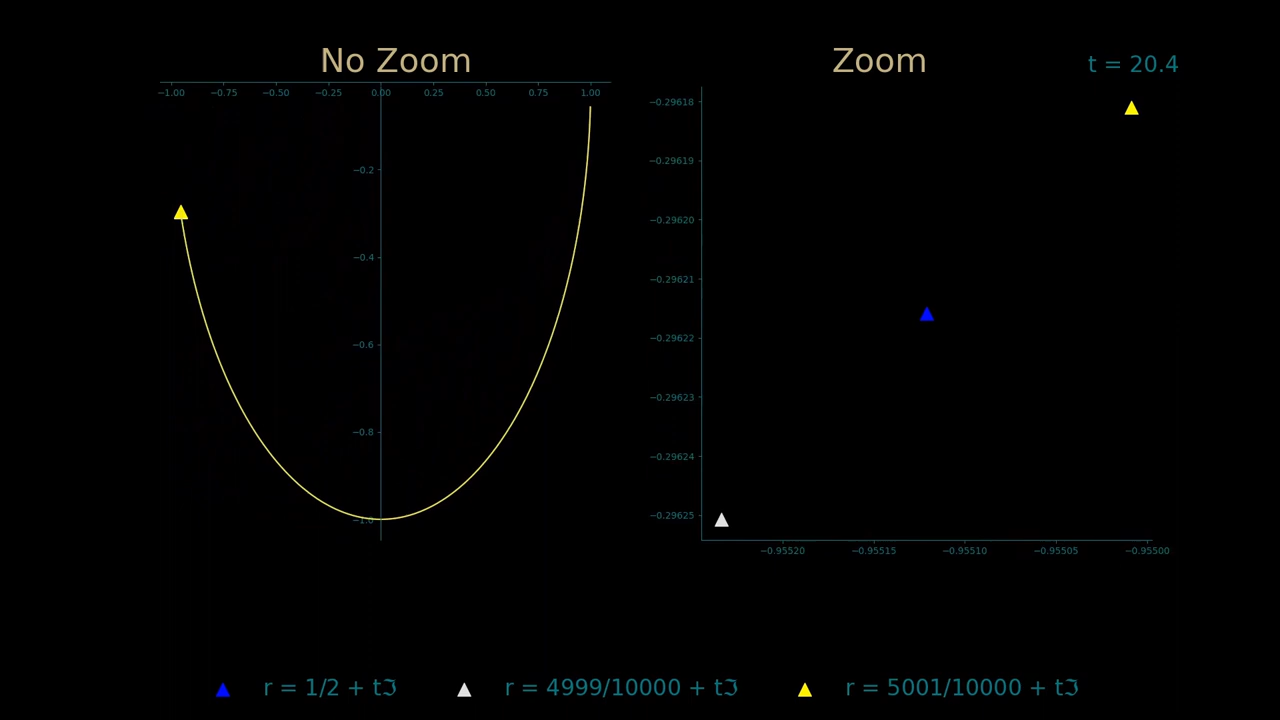 No Zoom
Zoom
t = 20.4
−1.00 −0.75 −0.50 −0.25 0.00 0.25 0.50 0.75 1.00
−0.2
−0.4
−0.6
−0.8
−1.0
−0.29618
−0.29619
−0.29620
−0.29621
−0.29622
−0.29623
−0.29624
−0.29625
−0.95520 −0.95515 −0.95510 −0.95505 −0.95500
r = 1/2 + tℑ
r = 4999/10000 + tℑ
r = 5001/10000 + tℑ